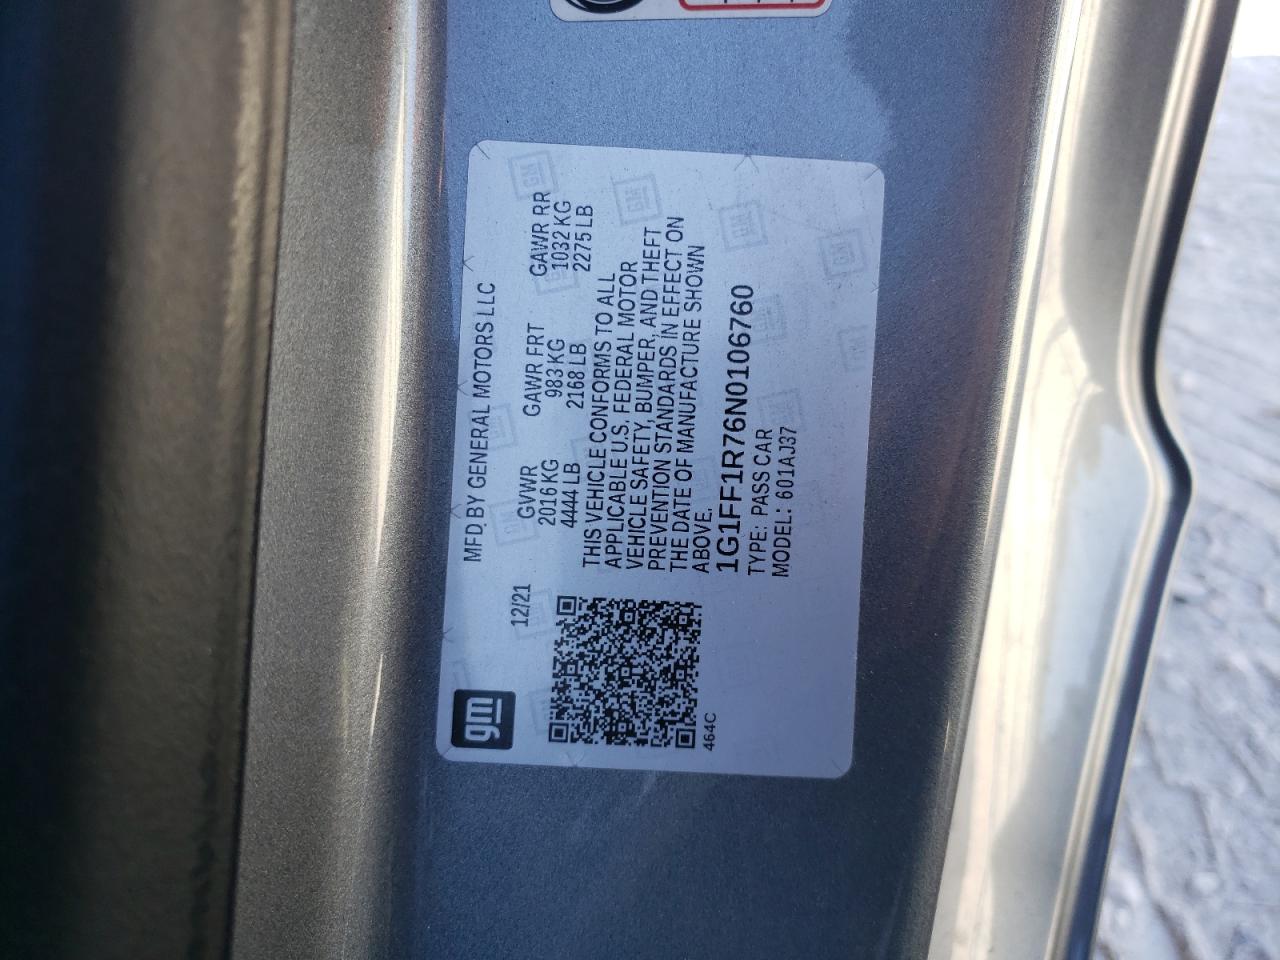 gm
12/21
MFD BY GENERAL MOTORS LLC
GVWR GAWR FRT GAWR RR
2016 KG 983 KG 1032 KG
4444 LB 2168 LB 2275 LB
THIS VEHICLE CONFORMS TO ALL
APPLICABLE U.S. FEDERAL MOTOR
VEHICLE SAFETY, BUMPER, AND THEFT
PREVENTION STANDARDS IN EFFECT ON
THE DATE OF MANUFACTURE SHOWN
ABOVE.
1G1FF1R76N0106760
TYPE: PASS CAR
MODEL: 601AJ37
464C